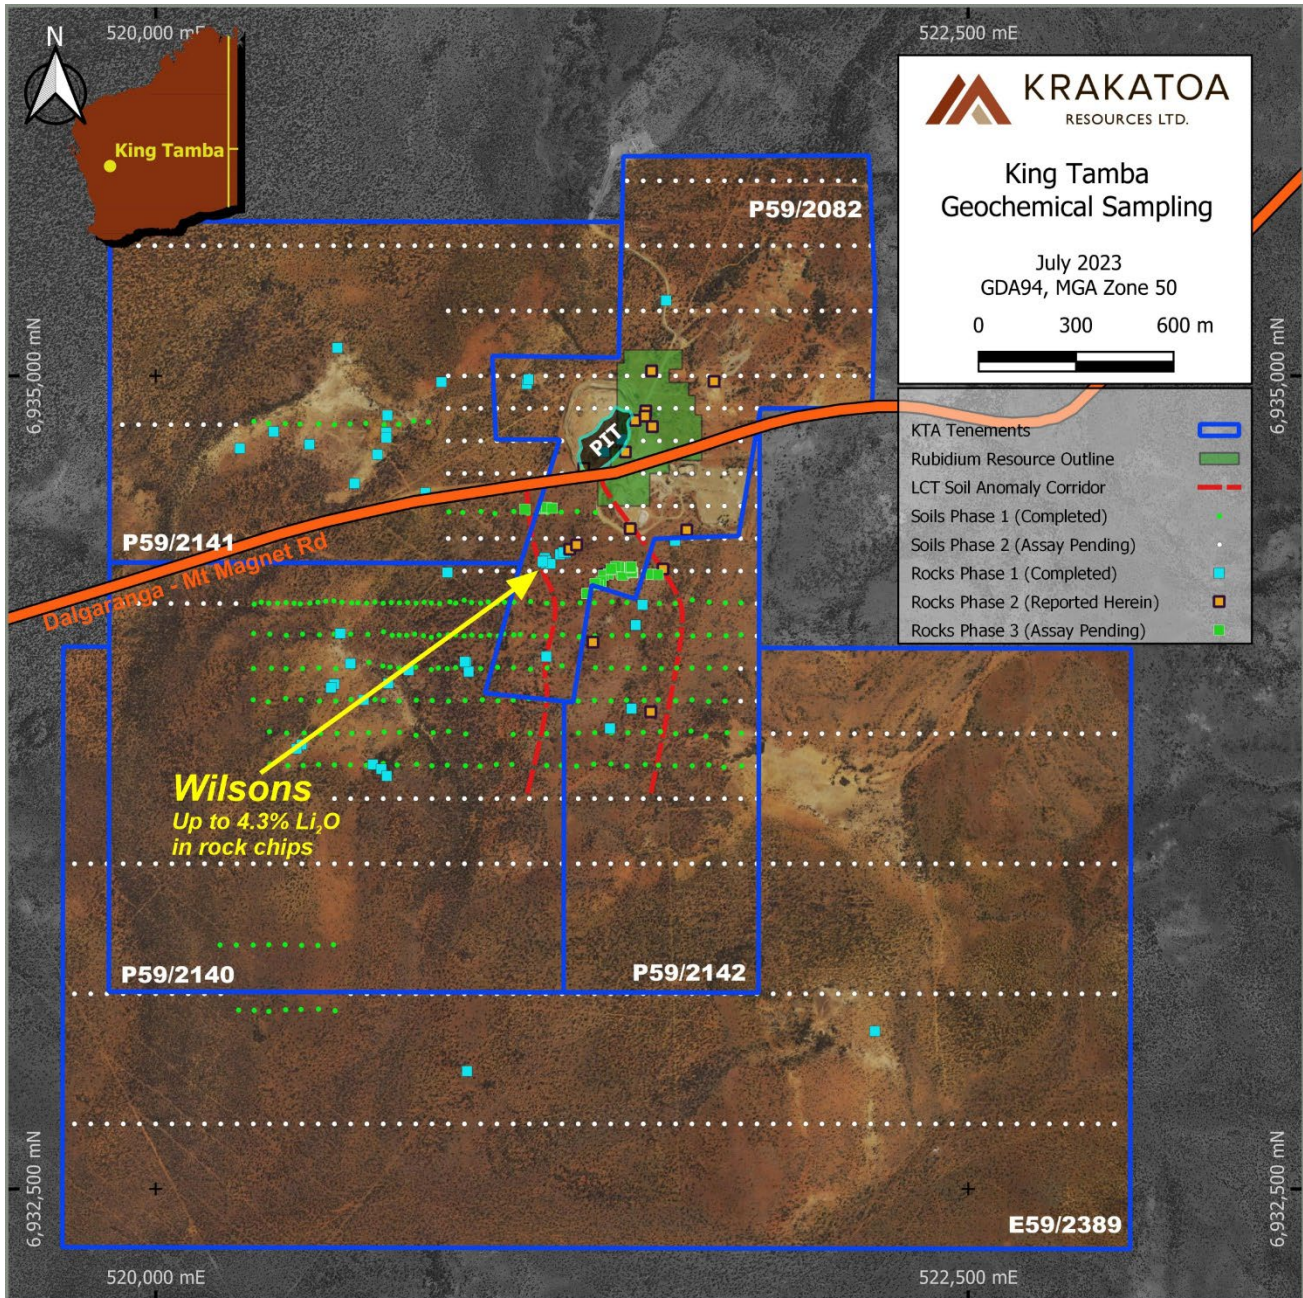 520,000 mE
522,500 mE
N
King Tamba
KRAKATOA
RESOURCES LTD.
King Tamba
Geochemical Sampling
July 2023
GDA94, MGA Zone 50
0 300 600 m
KTA Tenements
Rubidium Resource Outline
LCT Soil Anomaly Corridor
Soils Phase 1 (Completed)
Soils Phase 2 (Assay Pending)
Rocks Phase 1 (Completed)
Rocks Phase 2 (Reported Herein)
Rocks Phase 3 (Assay Pending)
P59/2082
6,935,000 mN
6,935,000 mN
PIT
P59/2141
Dalgaranga - Mt Magnet Rd
Wilsons
Up to 4.3% Li₂O
in rock chips
P59/2140
P59/2142
6,932,500 mN
6,932,500 mN
E59/2389
520,000 mE
522,500 mE